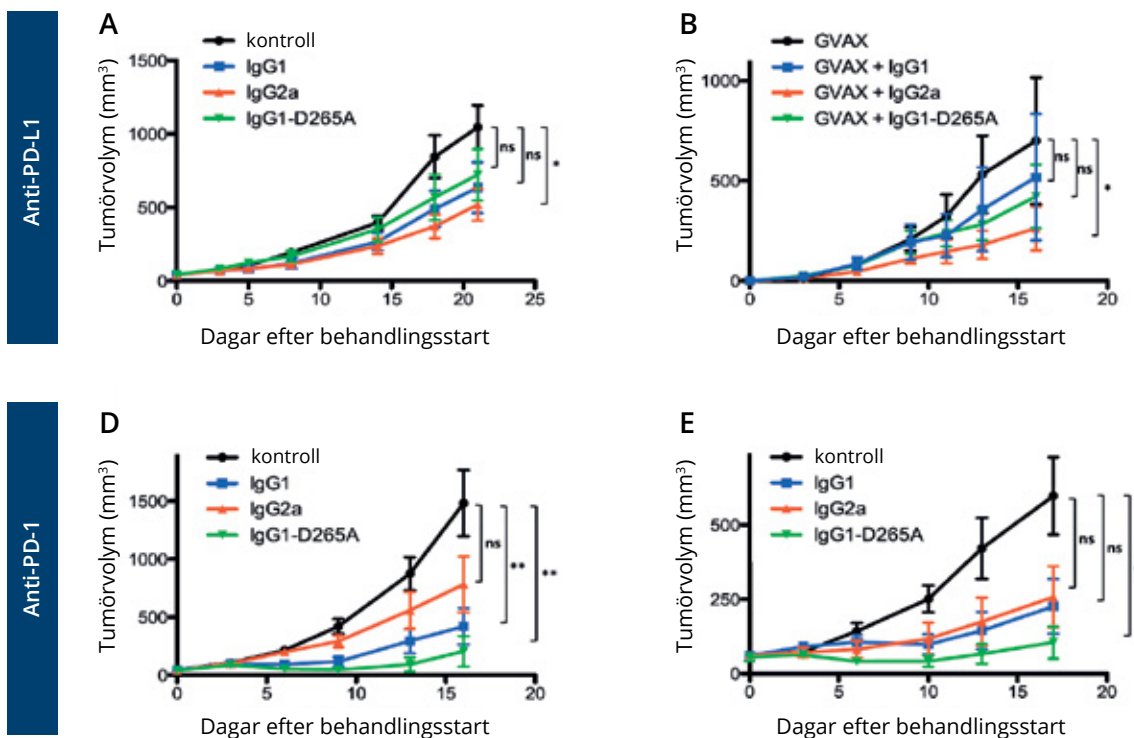 Anti-PD-L1
A
kontroll
IgG1
IgG2a
IgG1-D265A
Tumörvolym (mm³)
1500
1000
500
0
0 5 10 15 20 25
ns ns *
Dagar efter behandlingsstart
B
GVAX
GVAX + IgG1
GVAX + IgG2a
GVAX + IgG1-D265A
Tumörvolym (mm³)
1000
500
0
0 5 10 15 20
ns ns *
Dagar efter behandlingsstart
Anti-PD-1
D
kontroll
IgG1
IgG2a
IgG1-D265A
Tumörvolym (mm³)
1500
1000
500
0
0 5 10 15 20
ns ** **
Dagar efter behandlingsstart
E
kontroll
IgG1
IgG2a
IgG1-D265A
Tumörvolym (mm³)
500
250
0
0 5 10 15 20
ns ns
Dagar efter behandlingsstart